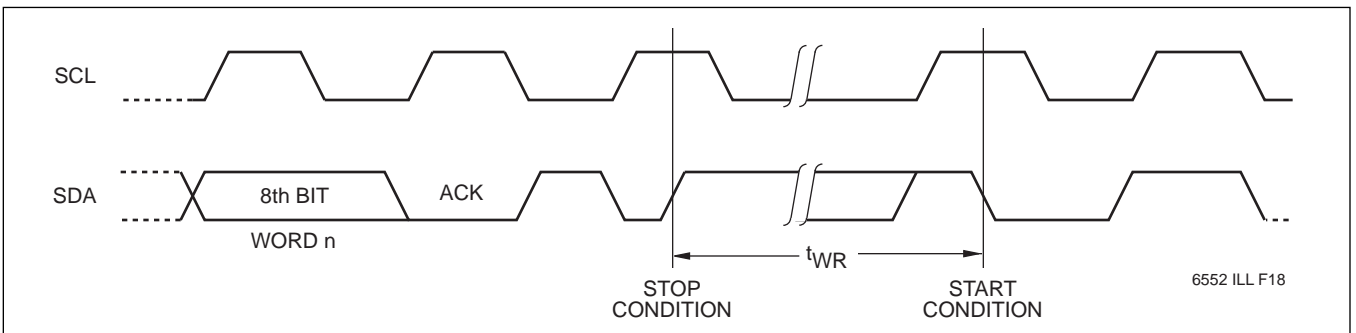 SCL
SDA
8th BIT
ACK
WORD n
tWR
STOP
CONDITION
START
CONDITION
6552 ILL F18